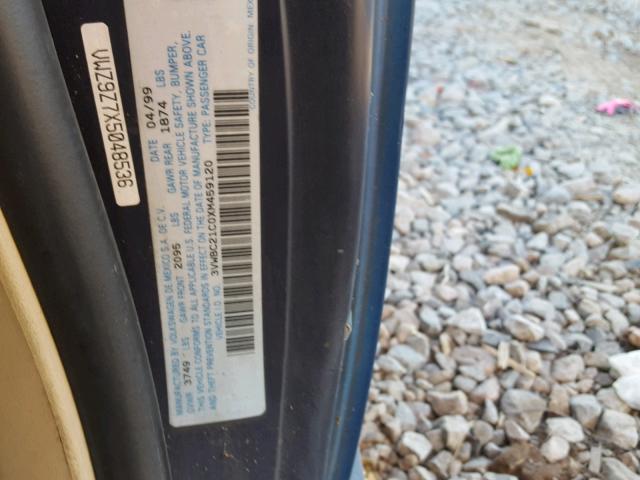 VWZ9Z7X5048536
MANUFACTURED BY VOLKSWAGEN DE MEXICO S.A. DE C.V. DATE 04/99
GVWR 3749 LBS GAWR FRONT 2095 LBS GAWR REAR 1874 LBS
THIS VEHICLE CONFORMS TO ALL APPLICABLE U.S. FEDERAL MOTOR VEHICLE SAFETY, BUMPER,
AND THEFT PREVENTION STANDARDS IN EFFECT ON THE DATE OF MANUFACTURE SHOWN ABOVE.
VEHICLE I.D. NO.: 3VWBC21C0XM459120 TYPE: PASSENGER CAR
COUNTRY OF ORIGIN MEX